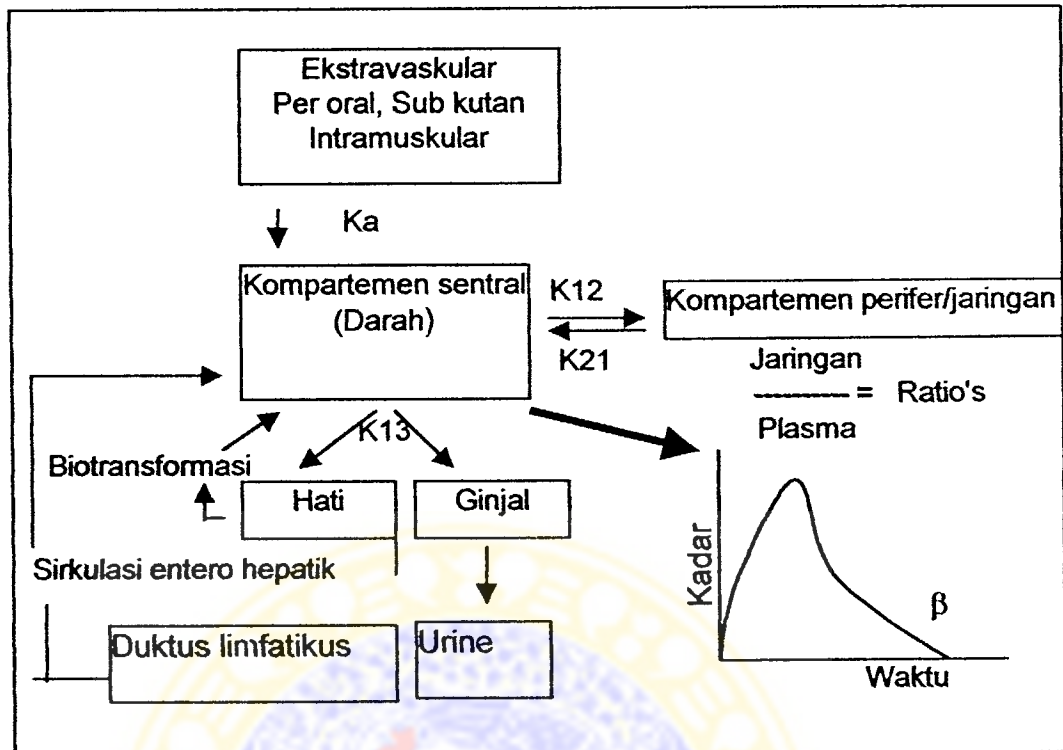 Ekstravaskular
Per oral, Sub kutan
Intramuskular
Ka
Kompartemen sentral
(Darah)
K12
K21
Kompartemen perifer/jaringan
Jaringan
---------- = Ratio's
Plasma
K13
Biotransformasi
Hati
Ginjal
Sirkulasi entero hepatik
Duktus limfatikus
Urine
Kadar
β
Waktu